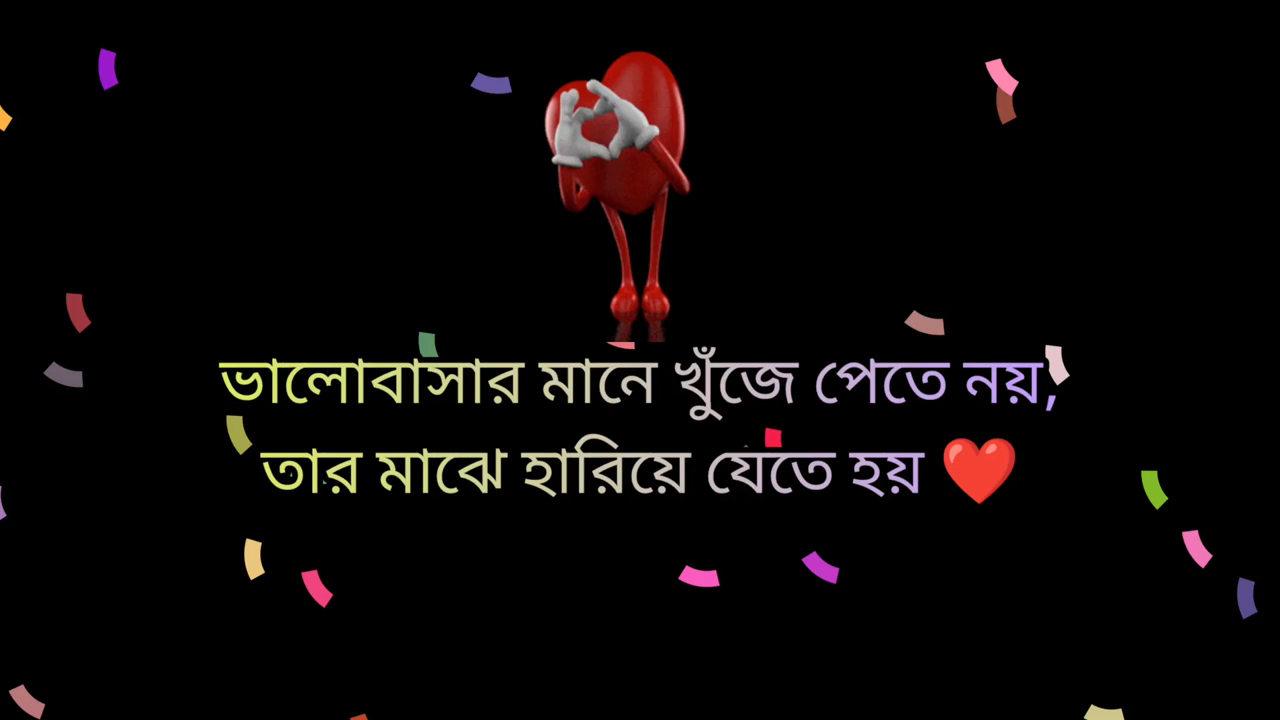 ভালোবাসার মানে খুঁজে পেতে নয়,
তার মাঝে হারিয়ে যেতে হয় ❤️